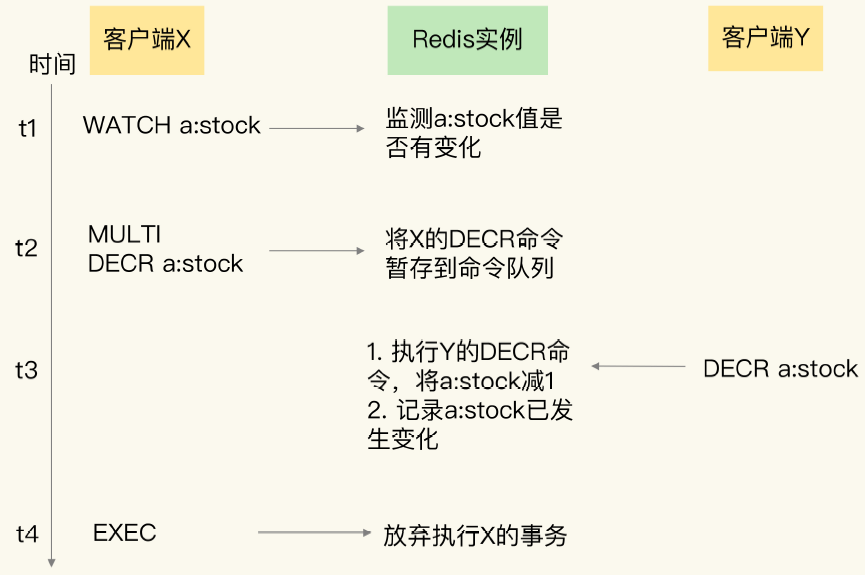 客户端X
Redis实例
客户端Y
时间
t1
WATCH a:stock
监测a:stock值是
否有变化
t2
MULTI
DECR a:stock
将X的DECR命令
暂存到命令队列
t3
1. 执行Y的DECR命
令，将a:stock减1
2. 记录a:stock已发
生变化
DECR a:stock
t4
EXEC
放弃执行X的事务